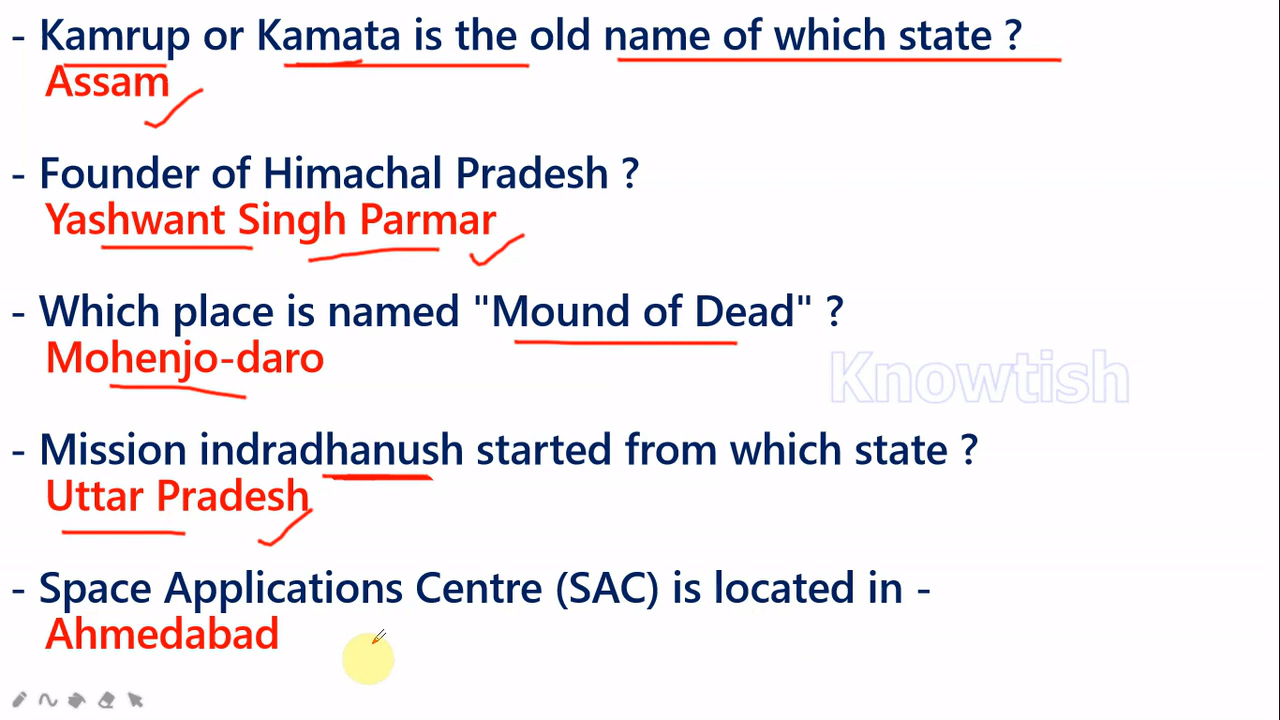 - Kamrup or Kamata is the old name of which state ?
Assam
- Founder of Himachal Pradesh ?
Yashwant Singh Parmar
- Which place is named "Mound of Dead" ?
Mohenjo-daro
Knowtish
- Mission indradhanush started from which state ?
Uttar Pradesh
- Space Applications Centre (SAC) is located in -
Ahmedabad